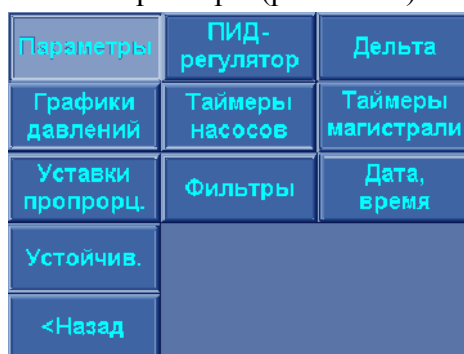 Параметры
ПИД-
регулятор
Дельта
Графики
давлений
Таймеры
насосов
Таймеры
магистрали
Уставки
пропрорц.
Фильтры
Дата,
время
Устойчив.
<Назад